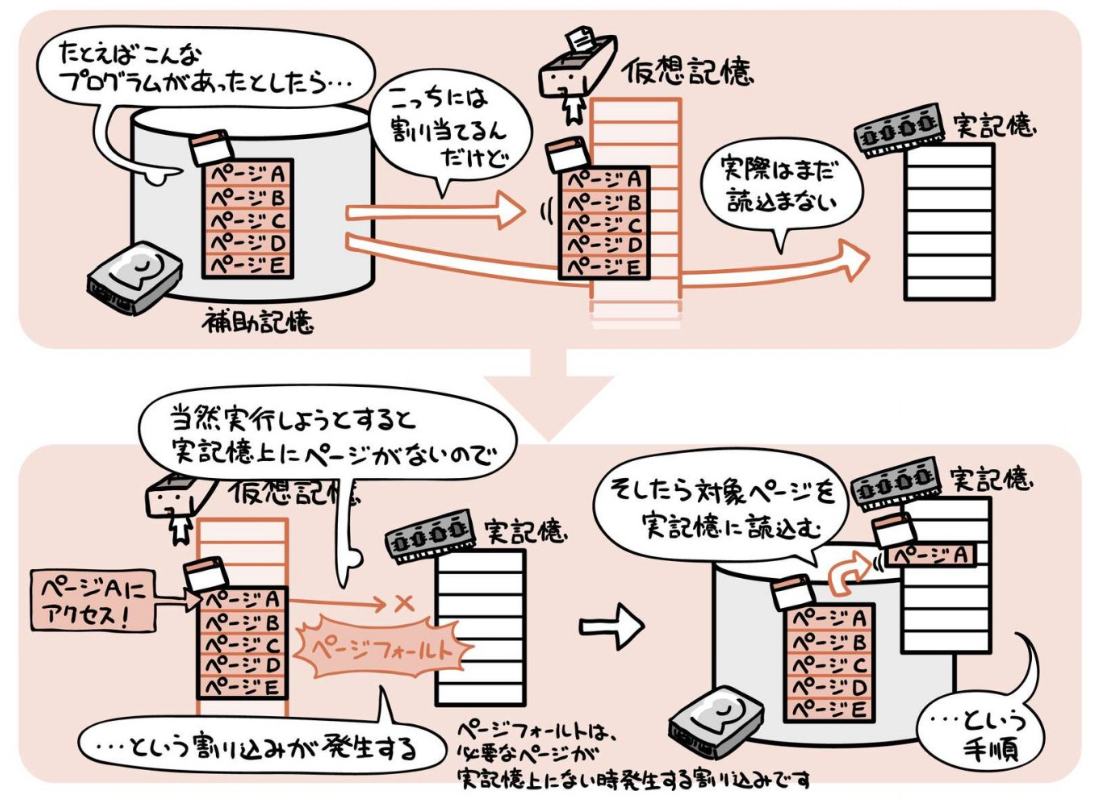 たとえばこんな
プログラムがあったとしたら…
こっちには
割り当てるん
だけど
仮想記憶
実際はまだ
読込まない
実記憶
ページA
ページB
ページC
ページD
ページE
ページA
ページB
ページC
ページD
ページE
補助記憶
当然実行しようとすると
実記憶上にページがないので
仮想記憶
実記憶
ページAに
アクセス!
ページA
ページB
ページC
ページD
ページE
ページフォールト
…という割り込みが発生する
ページフォールトは、
必要なページが
実記憶上にない時発生する割り込みです
そしたら対象ページを
実記憶に読込む
実記憶
ページA
ページA
ページB
ページC
ページD
ページE
…という
手順